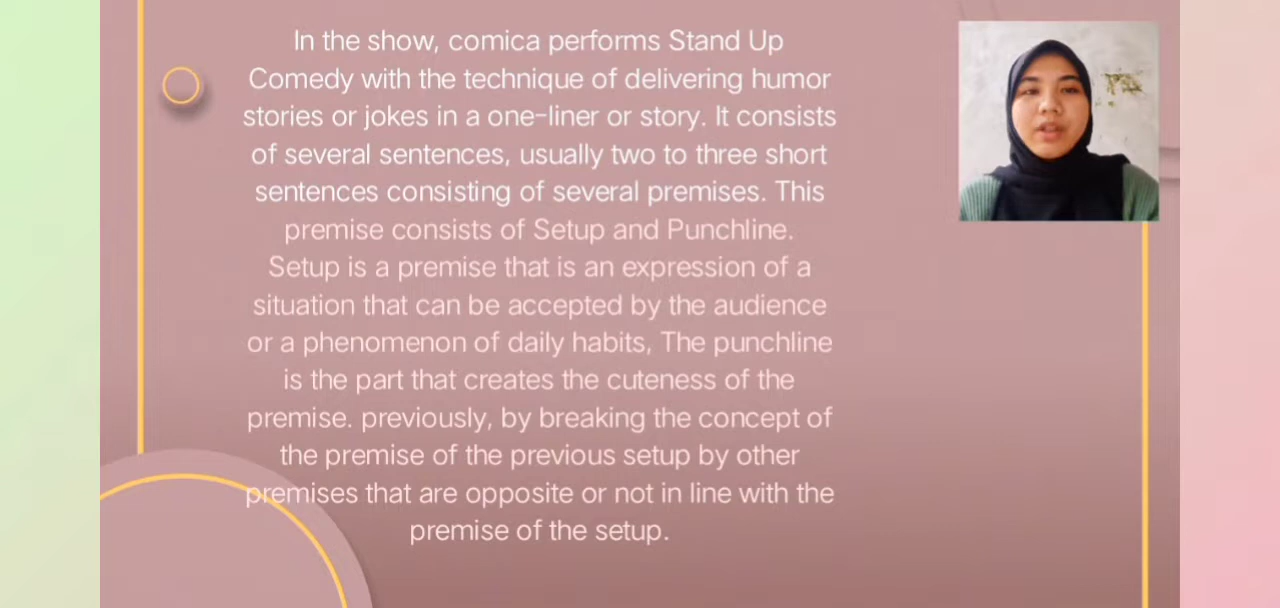 In the show, comica performs Stand Up
Comedy with the technique of delivering humor
stories or jokes in a one-liner or story. It consists
of several sentences, usually two to three short
sentences consisting of several premises. This
premise consists of Setup and Punchline.
Setup is a premise that is an expression of a
situation that can be accepted by the audience
or a phenomenon of daily habits, The punchline
is the part that creates the cuteness of the
premise. previously, by breaking the concept of
the premise of the previous setup by other
premises that are opposite or not in line with the
premise of the setup.